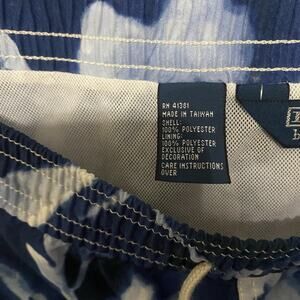 RN 41381
MADE IN TAIWAN
SHELL:
100% POLYESTER
LINING:
100% POLYESTER
EXCLUSIVE OF
DECORATION
CARE INSTRUCTIONS
OVER